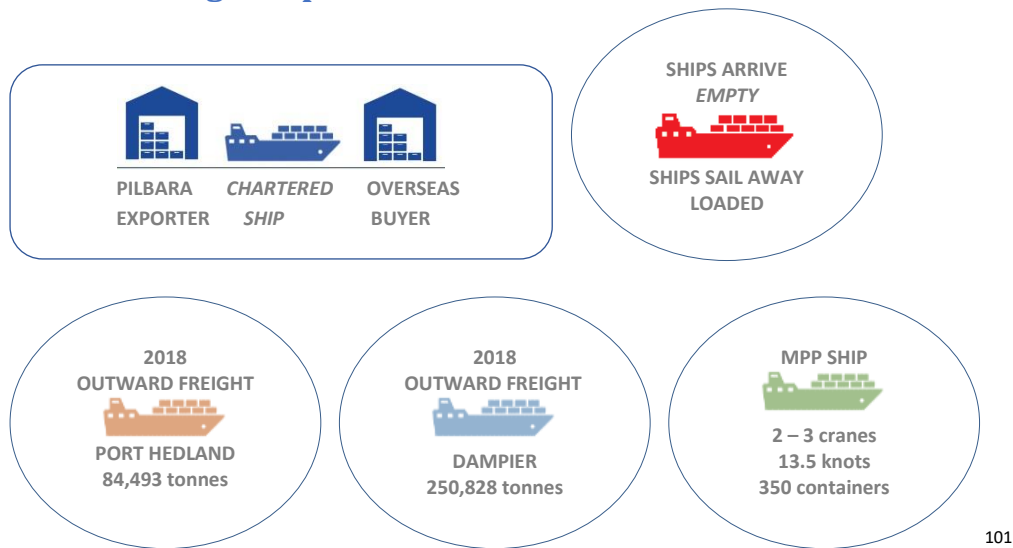 PILBARA EXPORTER
CHARTERED SHIP
OVERSEAS BUYER
SHIPS ARRIVE
EMPTY
SHIPS SAIL AWAY
LOADED
2018
OUTWARD FREIGHT
PORT HEDLAND
84,493 tonnes
2018
OUTWARD FREIGHT
DAMPIER
250,828 tonnes
MPP SHIP
2 – 3 cranes
13.5 knots
350 containers
101